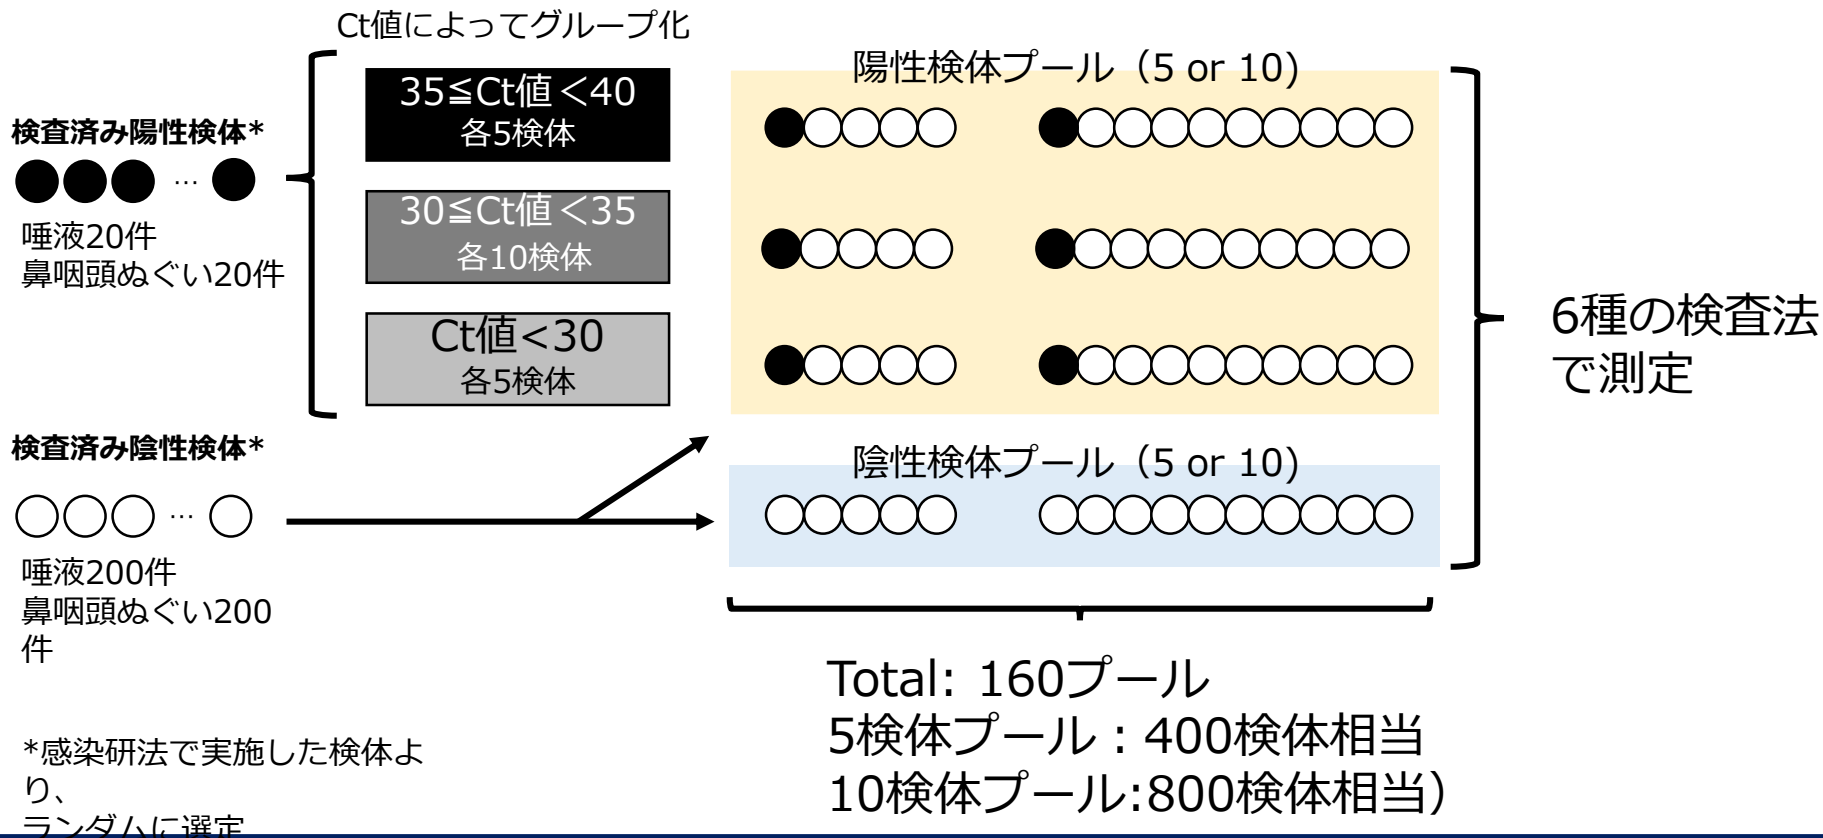 Ct値によってグループ化
検査済み陽性検体*
…
唾液20件
鼻咽頭ぬぐい20件
35≦Ct値<40
各5検体
30≦Ct値<35
各10検体
Ct値<30
各5検体
陽性検体プール（5 or 10)
6種の検査法
で測定
検査済み陰性検体*
…
唾液200件
鼻咽頭ぬぐい200
件
陰性検体プール（5 or 10)
Total: 160プール
5検体プール：400検体相当
10検体プール:800検体相当）
*感染研法で実施した検体よ
り、
ランダムに選定